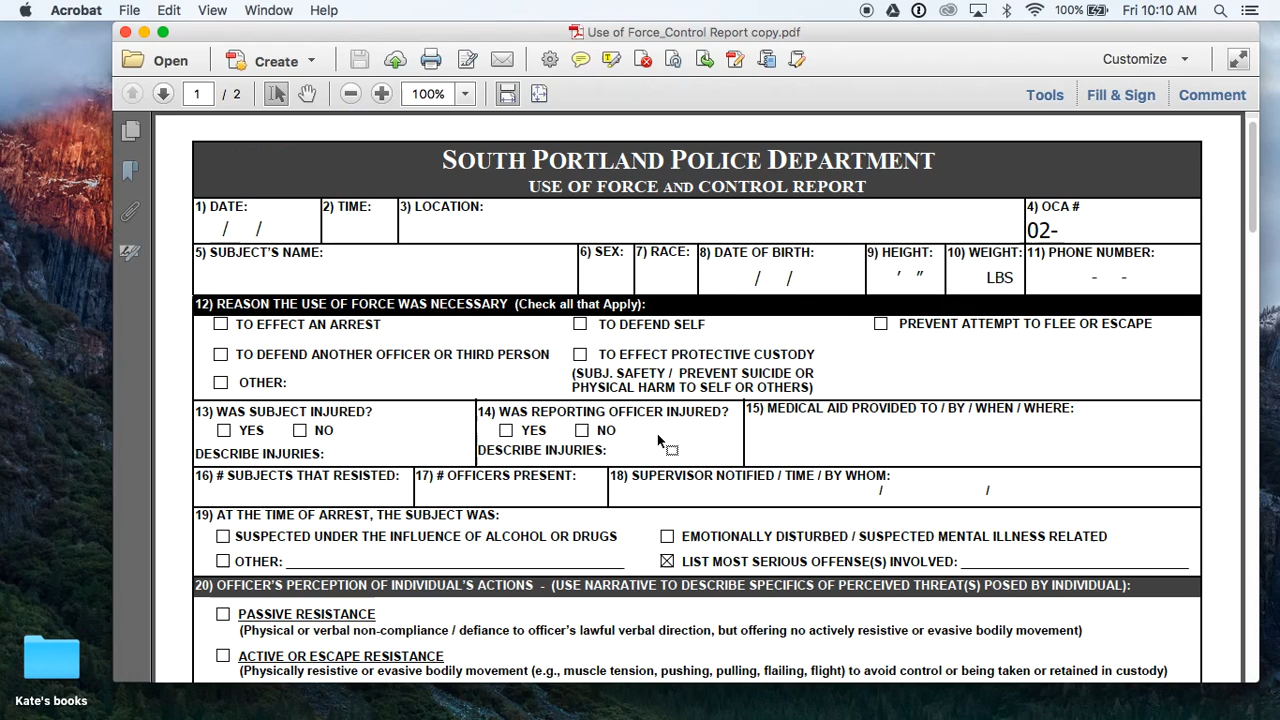 Acrobat File Edit View Window Help 100% Fri 10:10 AM
Use of Force_Control Report copy.pdf
Open Create Customize
1 / 2 100% Tools Fill & Sign Comment
SOUTH PORTLAND POLICE DEPARTMENT
USE OF FORCE AND CONTROL REPORT
1) DATE: 2) TIME: 3) LOCATION: 4) OCA #
/ / 02-
5) SUBJECT'S NAME: 6) SEX: 7) RACE: 8) DATE OF BIRTH: 9) HEIGHT: 10) WEIGHT: 11) PHONE NUMBER:
/ / ' " LBS - -
12) REASON THE USE OF FORCE WAS NECESSARY (Check all that Apply):
TO EFFECT AN ARREST TO DEFEND SELF PREVENT ATTEMPT TO FLEE OR ESCAPE
TO DEFEND ANOTHER OFFICER OR THIRD PERSON TO EFFECT PROTECTIVE CUSTODY
(SUBJ. SAFETY / PREVENT SUICIDE OR
OTHER: PHYSICAL HARM TO SELF OR OTHERS)
13) WAS SUBJECT INJURED? 14) WAS REPORTING OFFICER INJURED? 15) MEDICAL AID PROVIDED TO / BY / WHEN / WHERE:
YES NO YES NO
DESCRIBE INJURIES: DESCRIBE INJURIES:
16) # SUBJECTS THAT RESISTED: 17) # OFFICERS PRESENT: 18) SUPERVISOR NOTIFIED / TIME / BY WHOM:
/ /
19) AT THE TIME OF ARREST, THE SUBJECT WAS:
SUSPECTED UNDER THE INFLUENCE OF ALCOHOL OR DRUGS EMOTIONALLY DISTURBED / SUSPECTED MENTAL ILLNESS RELATED
OTHER: ☒ LIST MOST SERIOUS OFFENSE(S) INVOLVED:
20) OFFICER'S PERCEPTION OF INDIVIDUAL'S ACTIONS - (USE NARRATIVE TO DESCRIBE SPECIFICS OF PERCEIVED THREAT(S) POSED BY INDIVIDUAL):
PASSIVE RESISTANCE
(Physical or verbal non-compliance / defiance to officer's lawful verbal direction, but offering no actively resistive or evasive bodily movement)
ACTIVE OR ESCAPE RESISTANCE
(Physically resistive or evasive bodily movement (e.g., muscle tension, pushing, pulling, flailing, flight) to avoid control or being taken or retained in custody)
Kate's books